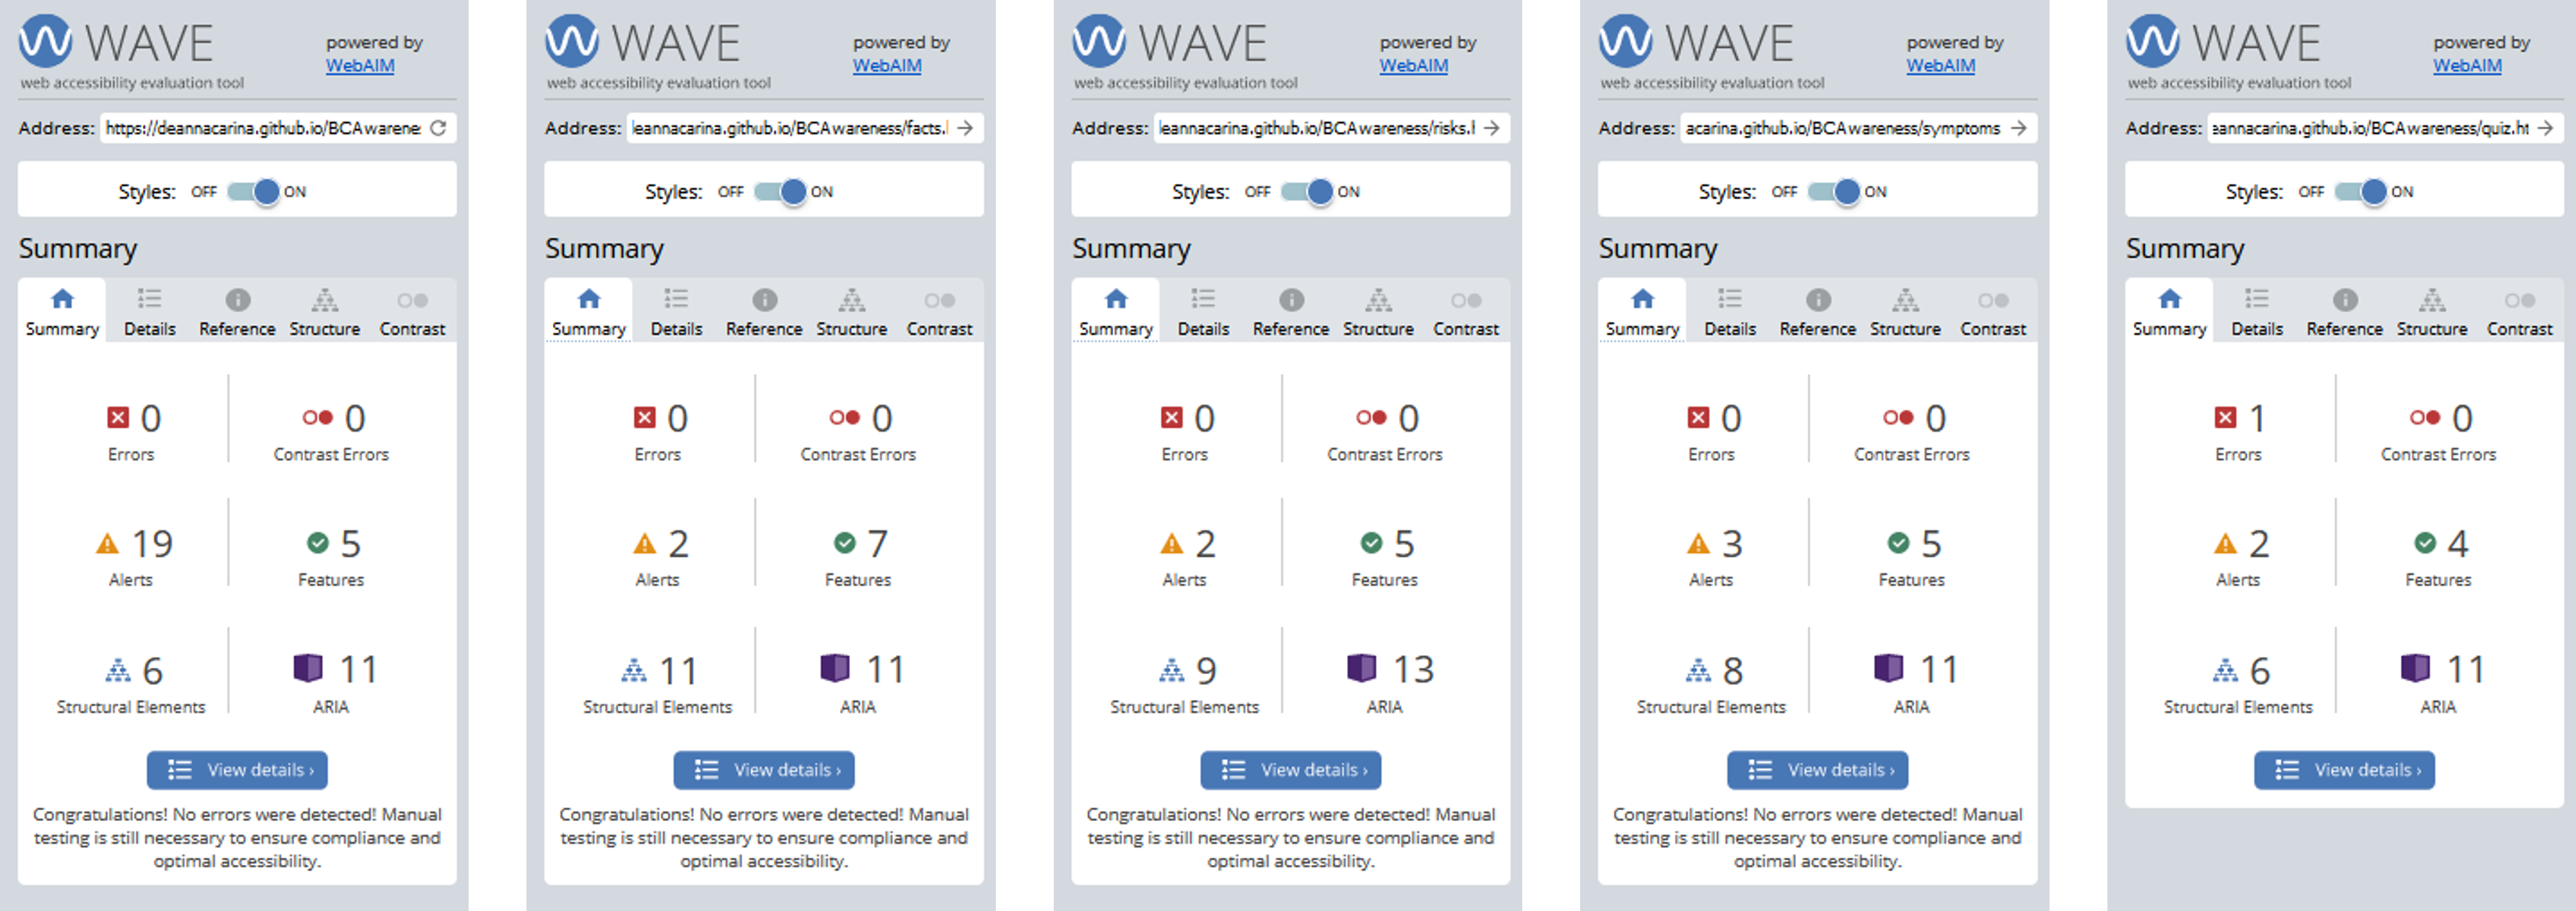 WAVE
powered by
WebAIM
web accessibility evaluation tool
Address: https://deannacarina.github.io/BCAwarene
Styles: OFF ON
Summary
Summary Details Reference Structure Contrast
0 0
Errors Contrast Errors
19 5
Alerts Features
6 11
Structural Elements ARIA
View details ›
Congratulations! No errors were detected! Manual
testing is still necessary to ensure compliance and
optimal accessibility.
WAVE
powered by
WebAIM
web accessibility evaluation tool
Address: leannacarina.github.io/BCAwareness/facts.l
Styles: OFF ON
Summary
Summary Details Reference Structure Contrast
0 0
Errors Contrast Errors
2 7
Alerts Features
11 11
Structural Elements ARIA
View details ›
Congratulations! No errors were detected! Manual
testing is still necessary to ensure compliance and
optimal accessibility.
WAVE
powered by
WebAIM
web accessibility evaluation tool
Address: leannacarina.github.io/BCAwareness/risks.l
Styles: OFF ON
Summary
Summary Details Reference Structure Contrast
0 0
Errors Contrast Errors
2 5
Alerts Features
9 13
Structural Elements ARIA
View details ›
Congratulations! No errors were detected! Manual
testing is still necessary to ensure compliance and
optimal accessibility.
WAVE
powered by
WebAIM
web accessibility evaluation tool
Address: acarina.github.io/BCAwareness/symptoms
Styles: OFF ON
Summary
Summary Details Reference Structure Contrast
0 0
Errors Contrast Errors
3 5
Alerts Features
8 11
Structural Elements ARIA
View details ›
Congratulations! No errors were detected! Manual
testing is still necessary to ensure compliance and
optimal accessibility.
WAVE
powered by
WebAIM
web accessibility evaluation tool
Address: eannacarina.github.io/BCAwareness/quiz.ht
Styles: OFF ON
Summary
Summary Details Reference Structure Contrast
1 0
Errors Contrast Errors
2 4
Alerts Features
6 11
Structural Elements ARIA
View details ›